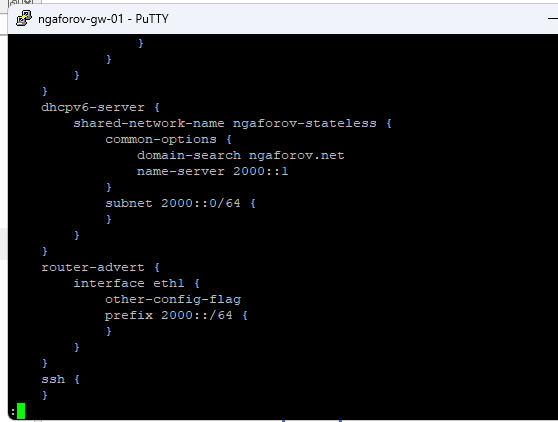 ngaforov-gw-01 - PuTTY
}
}
}
}
dhcpv6-server {
shared-network-name ngaforov-stateless {
common-options {
domain-search ngaforov.net
name-server 2000::1
}
subnet 2000::0/64 {
}
}
}
router-advert {
interface eth1 {
other-config-flag
prefix 2000::/64 {
}
}
}
ssh {
}
: